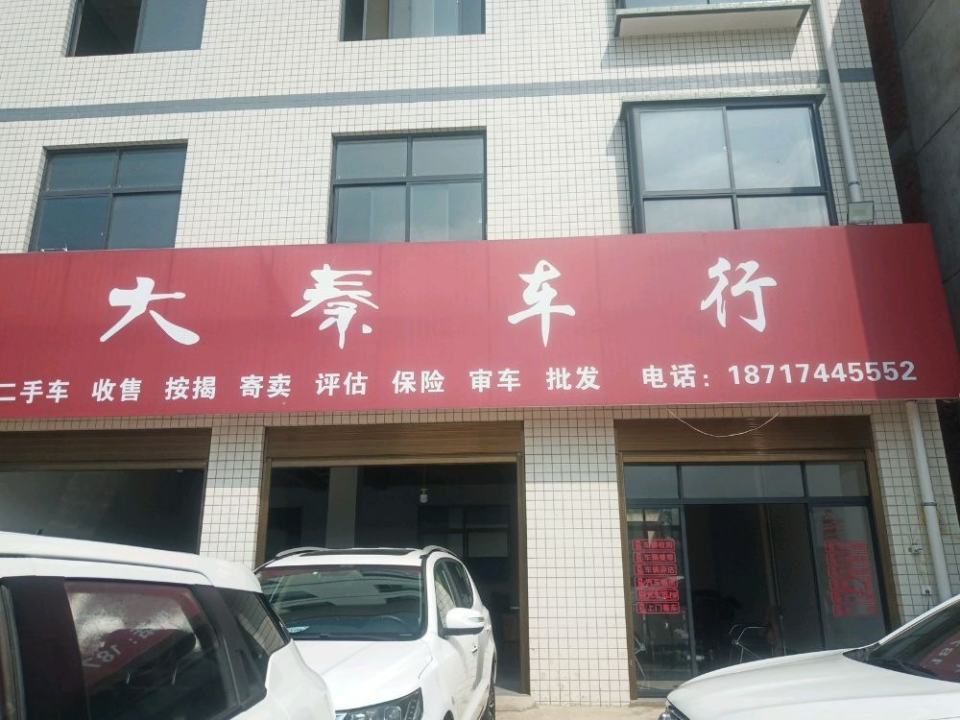 大秦车行
二手车 收售 按揭 寄卖 评估 保险 审车 批发 电话：18717445552